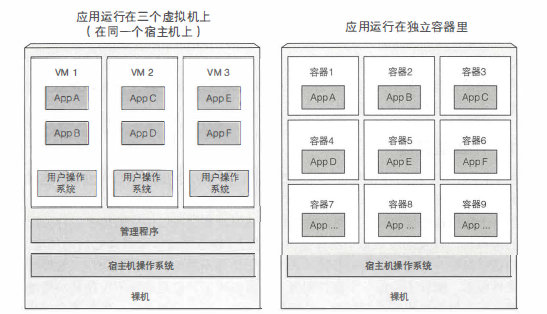 应用运行在三个虚拟机上
（在同一个宿主机上）
VM 1
VM 2
VM 3
App A
App C
App E
App B
App D
App F
用户操作
系统
用户操作
系统
用户操作
系统
管理程序
宿主机操作系统
裸机
应用运行在独立容器里
容器1
容器2
容器3
App A
App B
App C
容器4
容器5
容器6
App D
App E
App F
容器7
容器8
容器9
App ...
App ...
App ...
宿主机操作系统
裸机